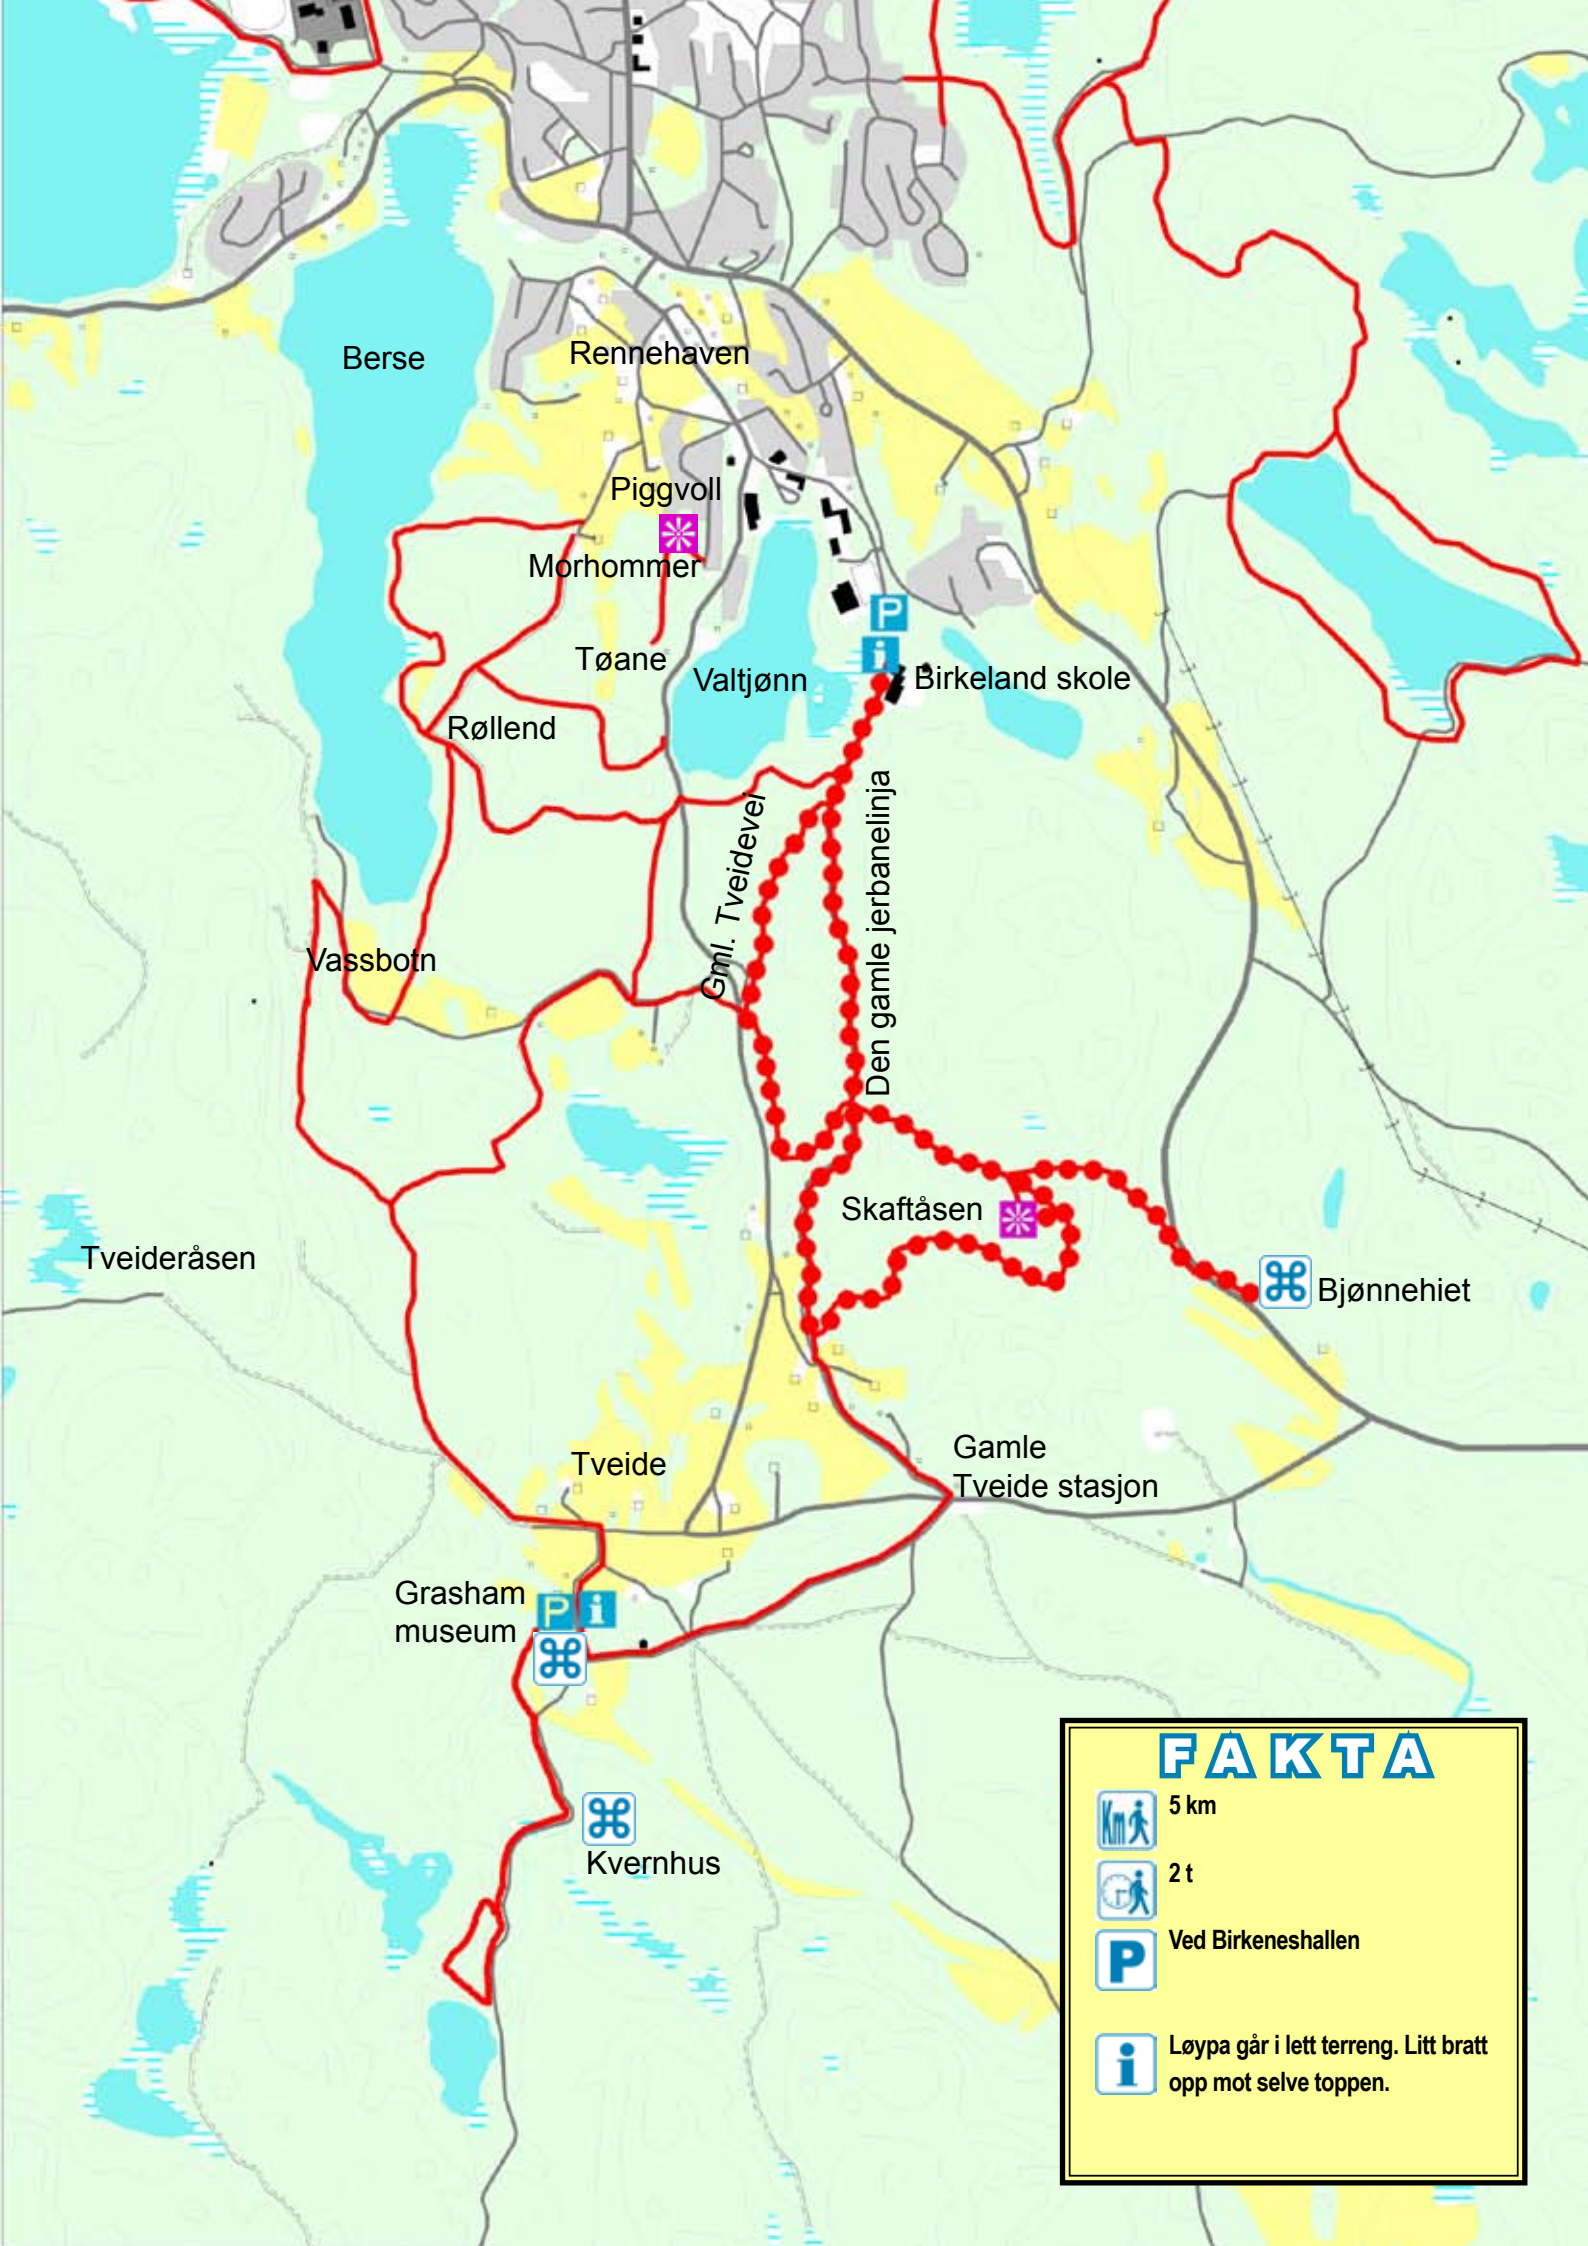 Berse
Rennehaven
Piggvoll
Morhommer
Tøane
P
i
Valtjønn
Birkeland skole
Røllend
Gml. Tveidevei
Den gamle jerbanelinja
Vassbotn
Skaftåsen
Tveideråsen
Bjønnehiet
Gamle
Tveide stasjon
Tveide
Grasham
museum
P i
Kvernhus
FAKTA
Km
5 km
2 t
P
Ved Birkeneshallen
i
Løypa går i lett terreng. Litt bratt
opp mot selve toppen.